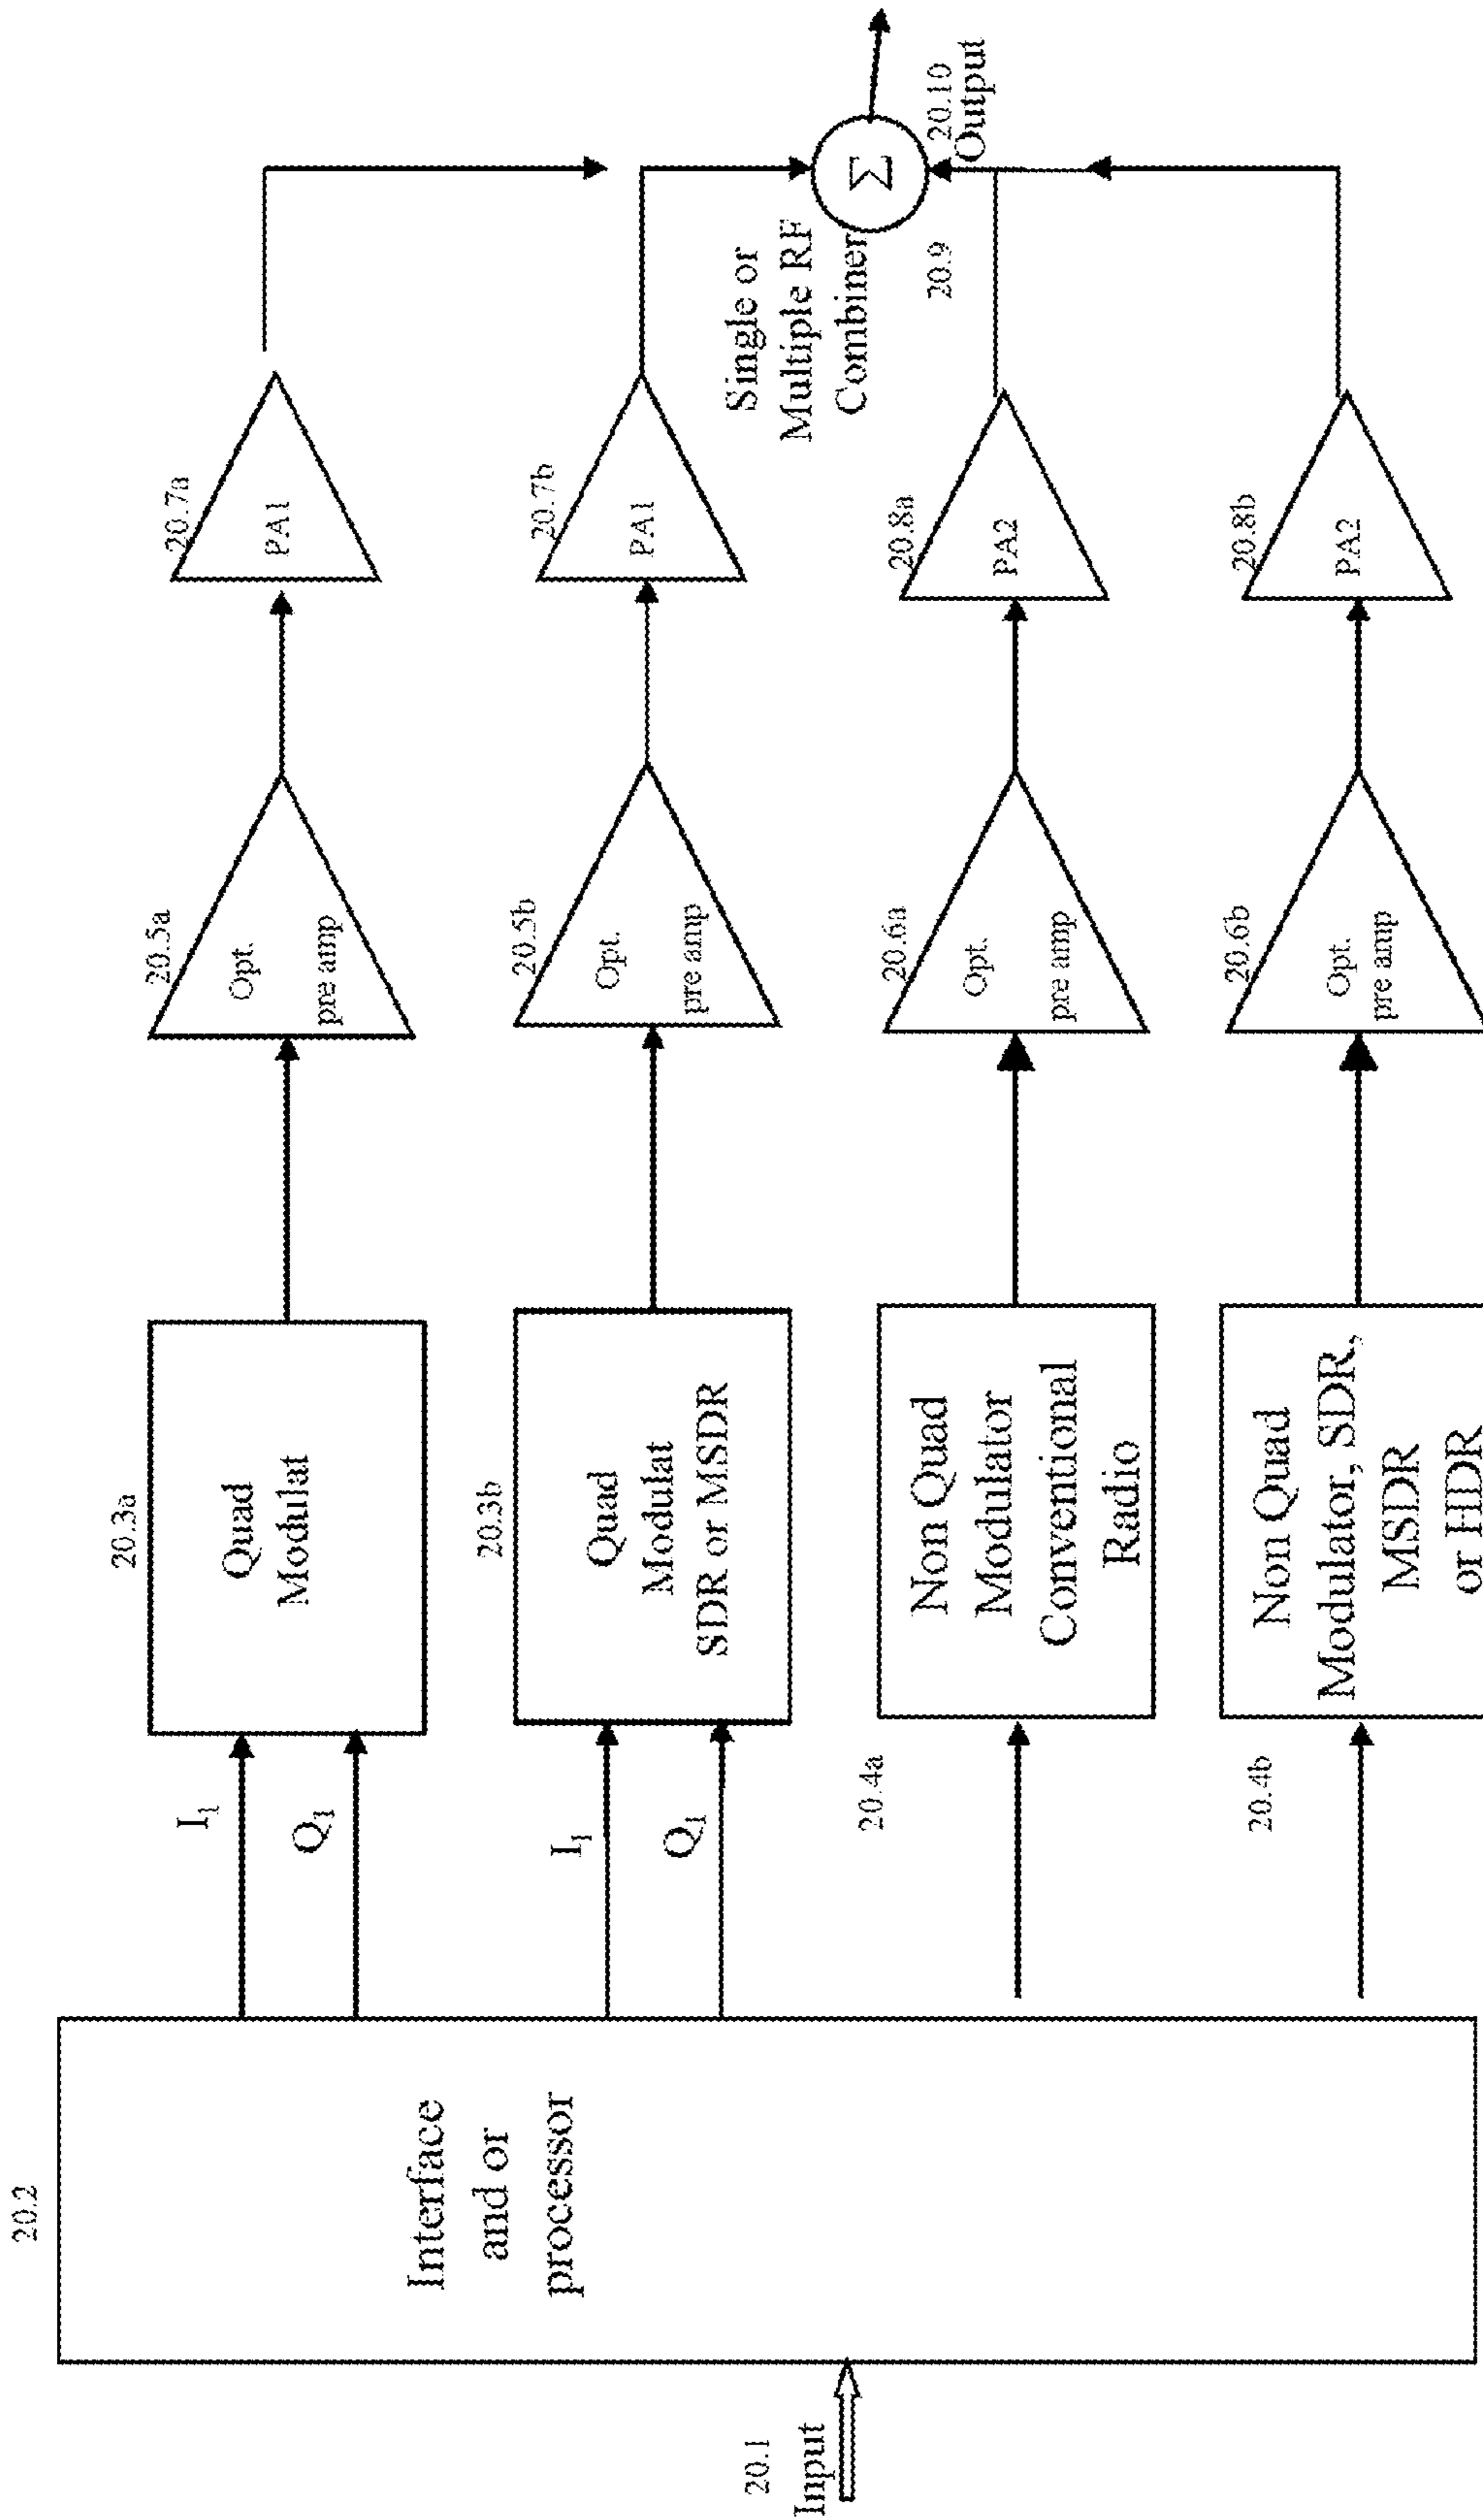 20.1
Input
20.2
Interface
and or
processor
I1
Q1
20.3a
Quad
Modulat
20.5a
Opt.
pre amp
20.7a
PA1
I1
Q1
20.3b
Quad
Modulat
SDR or MSDR
20.5b
Opt.
pre amp
20.7b
PA1
20.4a
Non Quad
Modulator
Conventional
Radio
20.6a
Opt.
pre amp
20.8a
PA2
20.4b
Non Quad
Modulator, SDR,
MSDR
or HDR
20.6b
Opt.
pre amp
20.8b
PA2
Single or
Multiple RF
Combiner
Σ
20.9
20.10
Output